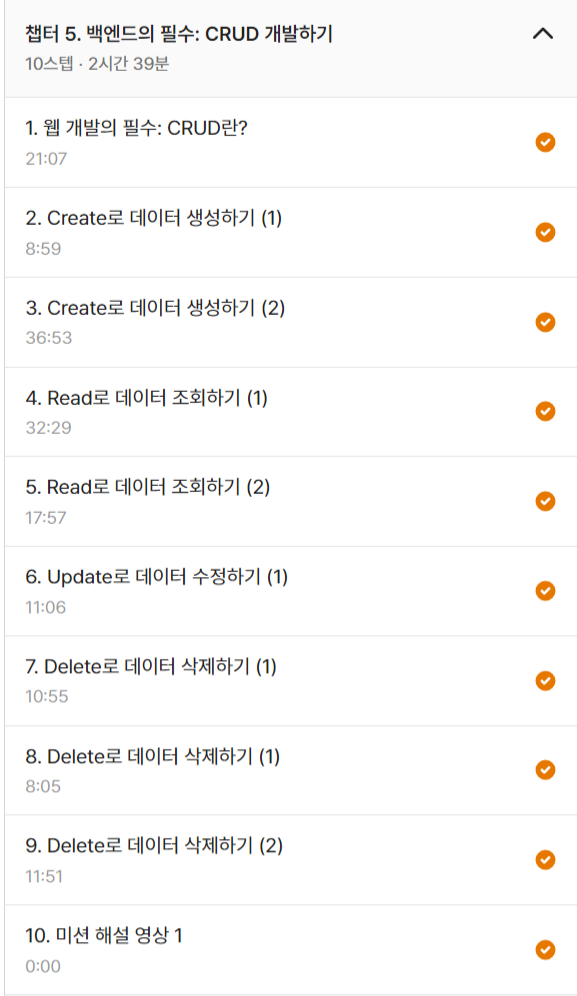 챕터 5. 백엔드의 필수: CRUD 개발하기
10스텝 · 2시간 39분
1. 웹 개발의 필수: CRUD란?
21:07
2. Create로 데이터 생성하기 (1)
8:59
3. Create로 데이터 생성하기 (2)
36:53
4. Read로 데이터 조회하기 (1)
32:29
5. Read로 데이터 조회하기 (2)
17:57
6. Update로 데이터 수정하기 (1)
11:06
7. Delete로 데이터 삭제하기 (1)
10:55
8. Delete로 데이터 삭제하기 (1)
8:05
9. Delete로 데이터 삭제하기 (2)
11:51
10. 미션 해설 영상 1
0:00